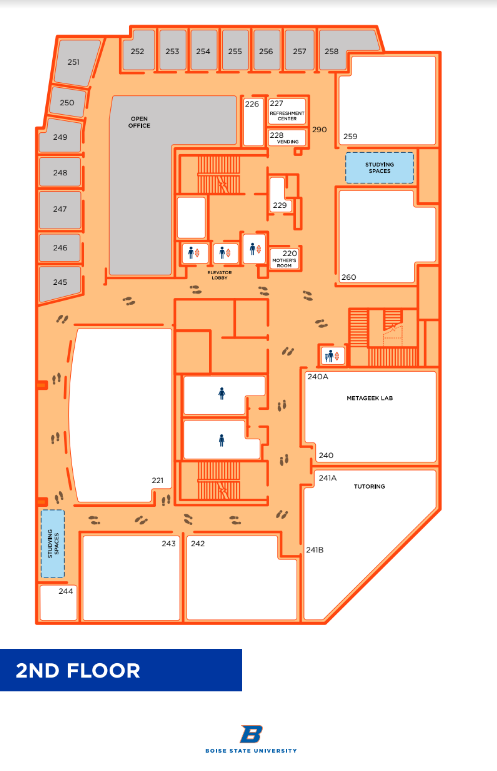 252 253 254 255 256 257 258
251
250
226
227
REFRESHMENT
CENTER
OPEN
OFFICE
290
249
228
VENDING
259
STUDYING
SPACES
248
247
229
246
220
MOTHER'S
ROOM
245
ELEVATOR
LOBBY
260
240A
METAGEEK LAB
240
241A
TUTORING
221
STUDYING
SPACES
243
242
241B
244
2ND FLOOR
B
BOISE STATE UNIVERSITY